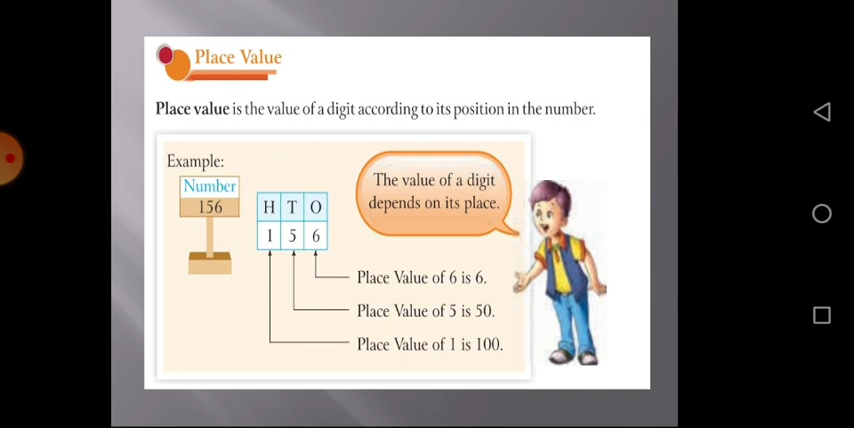 Place Value
Place value is the value of a digit according to its position in the number.
Example:
Number
156
H T O
1 5 6
The value of a digit
depends on its place.
Place Value of 6 is 6.
Place Value of 5 is 50.
Place Value of 1 is 100.